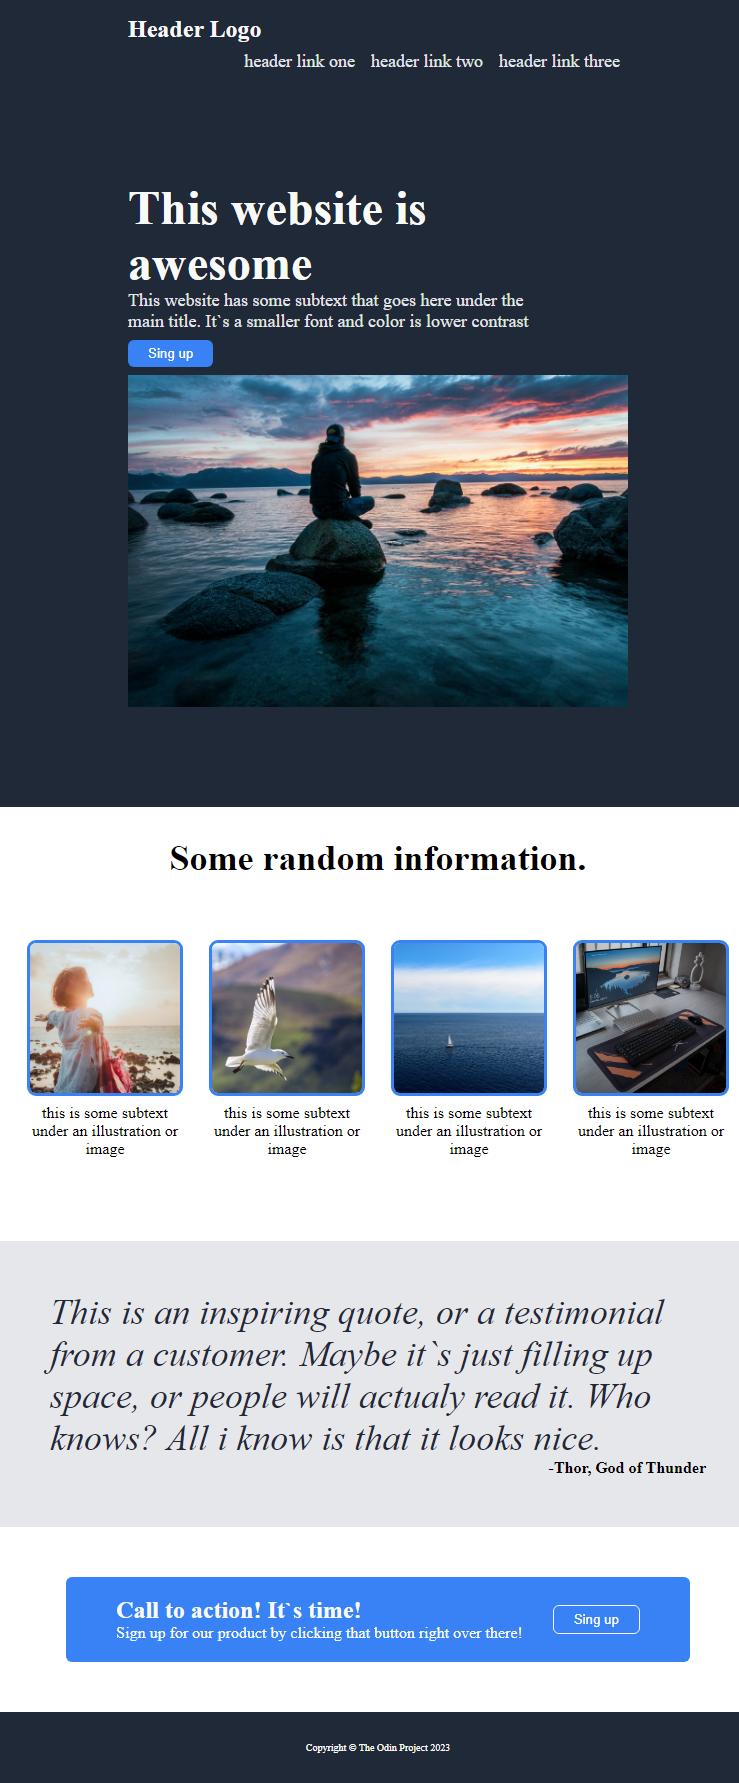 Header Logo
header link one header link two header link three
This website is
awesome
This website has some subtext that goes here under the
main title. It`s a smaller font and color is lower contrast
Sing up
Some random information.
this is some subtext
under an illustration or
image
this is some subtext
under an illustration or
image
this is some subtext
under an illustration or
image
this is some subtext
under an illustration or
image
This is an inspiring quote, or a testimonial
from a customer. Maybe it`s just filling up
space, or people will actualy read it. Who
knows? All i know is that it looks nice.
-Thor, God of Thunder
Call to action! It`s time!
Sign up for our product by clicking that button right over there!
Sing up
Copyright © The Odin Project 2023